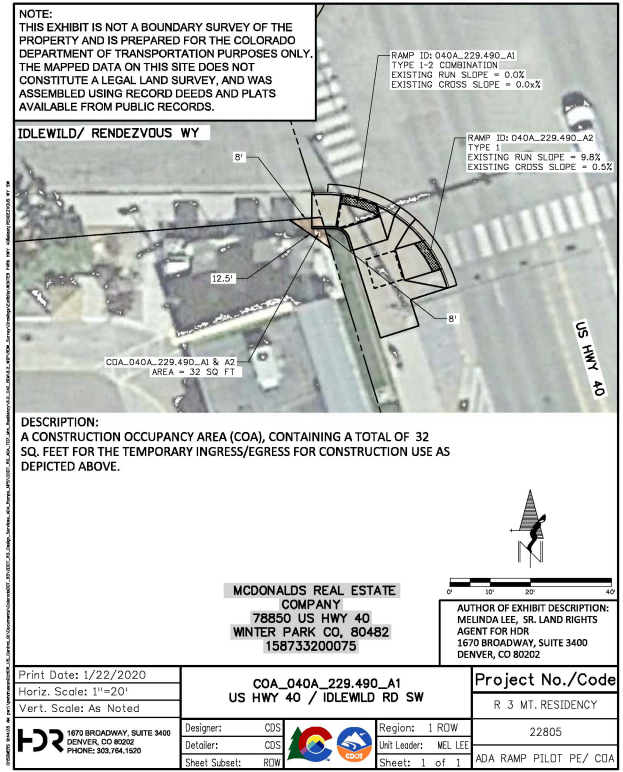 NOTE:
THIS EXHIBIT IS NOT A BOUNDARY SURVEY OF THE
PROPERTY AND IS PREPARED FOR THE COLORADO
DEPARTMENT OF TRANSPORTATION PURPOSES ONLY.
THE MAPPED DATA ON THIS SITE DOES NOT
CONSTITUTE A LEGAL LAND SURVEY, AND WAS
ASSEMBLED USING RECORD DEEDS AND PLATS
AVAILABLE FROM PUBLIC RECORDS.
RAMP ID: 040A_229.490_A1
TYPE 1-2 COMBINATION
EXISTING RUN SLOPE = 0.0%
EXISTING CROSS SLOPE = 0.0x%
IDLEWILD/ RENDEZVOUS WY
RAMP ID: 040A_229.490_A2
TYPE 1
EXISTING RUN SLOPE = 9.8%
EXISTING CROSS SLOPE = 0.5%
8'
12.5'
8'
US HWY 40
COA_040A_229.490_A1 & A2
AREA = 32 SQ FT
DESCRIPTION:
A CONSTRUCTION OCCUPANCY AREA (COA), CONTAINING A TOTAL OF 32
SQ. FEET FOR THE TEMPORARY INGRESS/EGRESS FOR CONSTRUCTION USE AS
DEPICTED ABOVE.
N
0' 10' 20' 40'
MCDONALDS REAL ESTATE
COMPANY
78850 US HWY 40
WINTER PARK CO, 80482
158733200075
AUTHOR OF EXHIBIT DESCRIPTION:
MELINDA LEE, SR. LAND RIGHTS
AGENT FOR HDR
1670 BROADWAY, SUITE 3400
DENVER, CO 80202
Print Date: 1/22/2020
Horiz. Scale: 1"=20'
Vert. Scale: As Noted
COA_040A_229.490_A1
US HWY 40 / IDLEWILD RD SW
Project No./Code
R 3 MT. RESIDENCY
22805
ADA RAMP PILOT PE/ COA
HDR
1670 BROADWAY, SUITE 3400
DENVER, CO 80202
PHONE: 303.764.1520
Designer: CDS
Detailer: CDS
Sheet Subset: ROW
CDOT
Region: 1 ROW
Unit Leader: MEL LEE
Sheet: 1 of 1